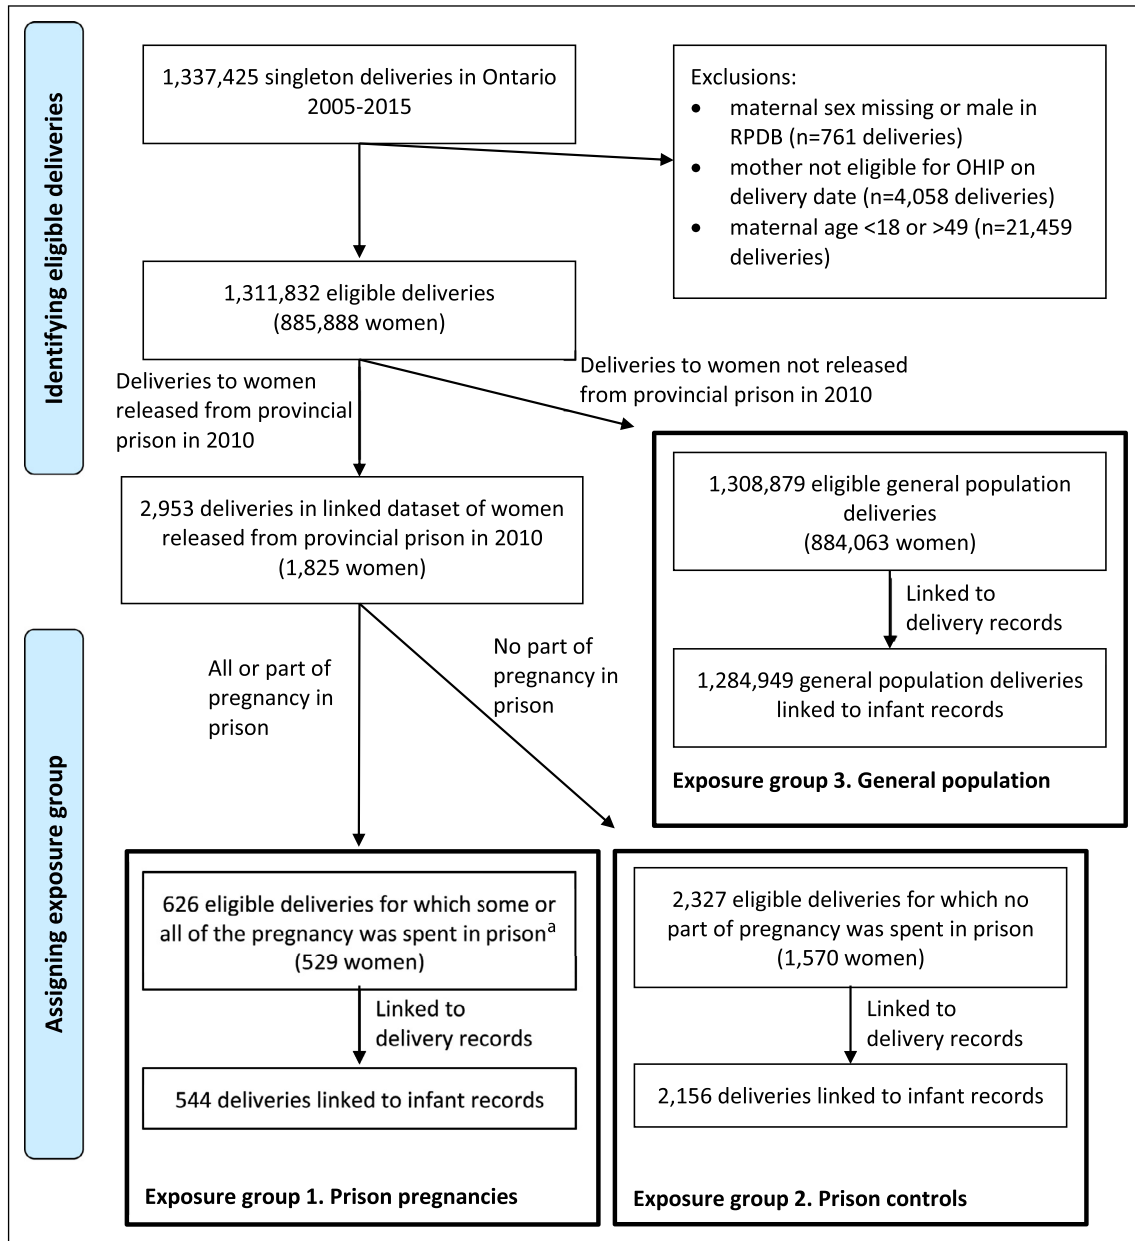 Identifying eligible deliveries
1,337,425 singleton deliveries in Ontario
2005-2015
Exclusions:
• maternal sex missing or male in
RPDB (n=761 deliveries)
• mother not eligible for OHIP on
delivery date (n=4,058 deliveries)
• maternal age <18 or >49 (n=21,459
deliveries)
1,311,832 eligible deliveries
(885,888 women)
Deliveries to women
released from provincial
prison in 2010
Deliveries to women not released
from provincial prison in 2010
2,953 deliveries in linked dataset of women
released from provincial prison in 2010
(1,825 women)
1,308,879 eligible general population
deliveries
(884,063 women)
Linked to
delivery records
1,284,949 general population deliveries
linked to infant records
Exposure group 3. General population
Assigning exposure group
All or part of
pregnancy in
prison
No part of
pregnancy in
prison
626 eligible deliveries for which some or
all of the pregnancy was spent in prisonᵃ
(529 women)
Linked to
delivery records
544 deliveries linked to infant records
Exposure group 1. Prison pregnancies
2,327 eligible deliveries for which no
part of pregnancy was spent in prison
(1,570 women)
Linked to
delivery records
2,156 deliveries linked to infant records
Exposure group 2. Prison controls